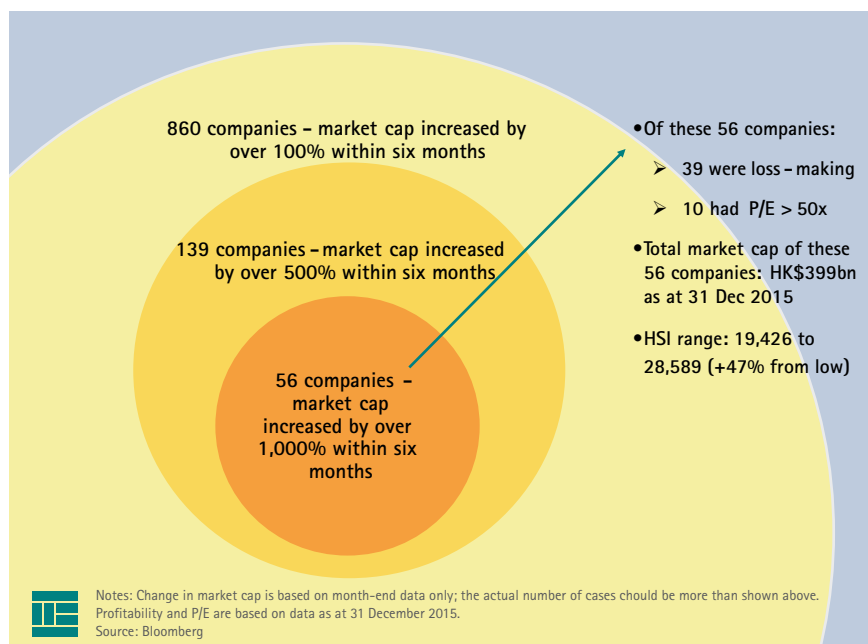 860 companies – market cap increased by
over 100% within six months
139 companies – market cap increased
by over 500% within six months
56 companies –
market cap
increased by over
1,000% within six
months
•Of these 56 companies:
➢ 39 were loss – making
➢ 10 had P/E > 50x
•Total market cap of these
56 companies: HK$399bn
as at 31 Dec 2015
•HSI range: 19,426 to
28,589 (+47% from low)
Notes: Change in market cap is based on month-end data only; the actual number of cases chould be more than shown above.
Profitability and P/E are based on data as at 31 December 2015.
Source: Bloomberg